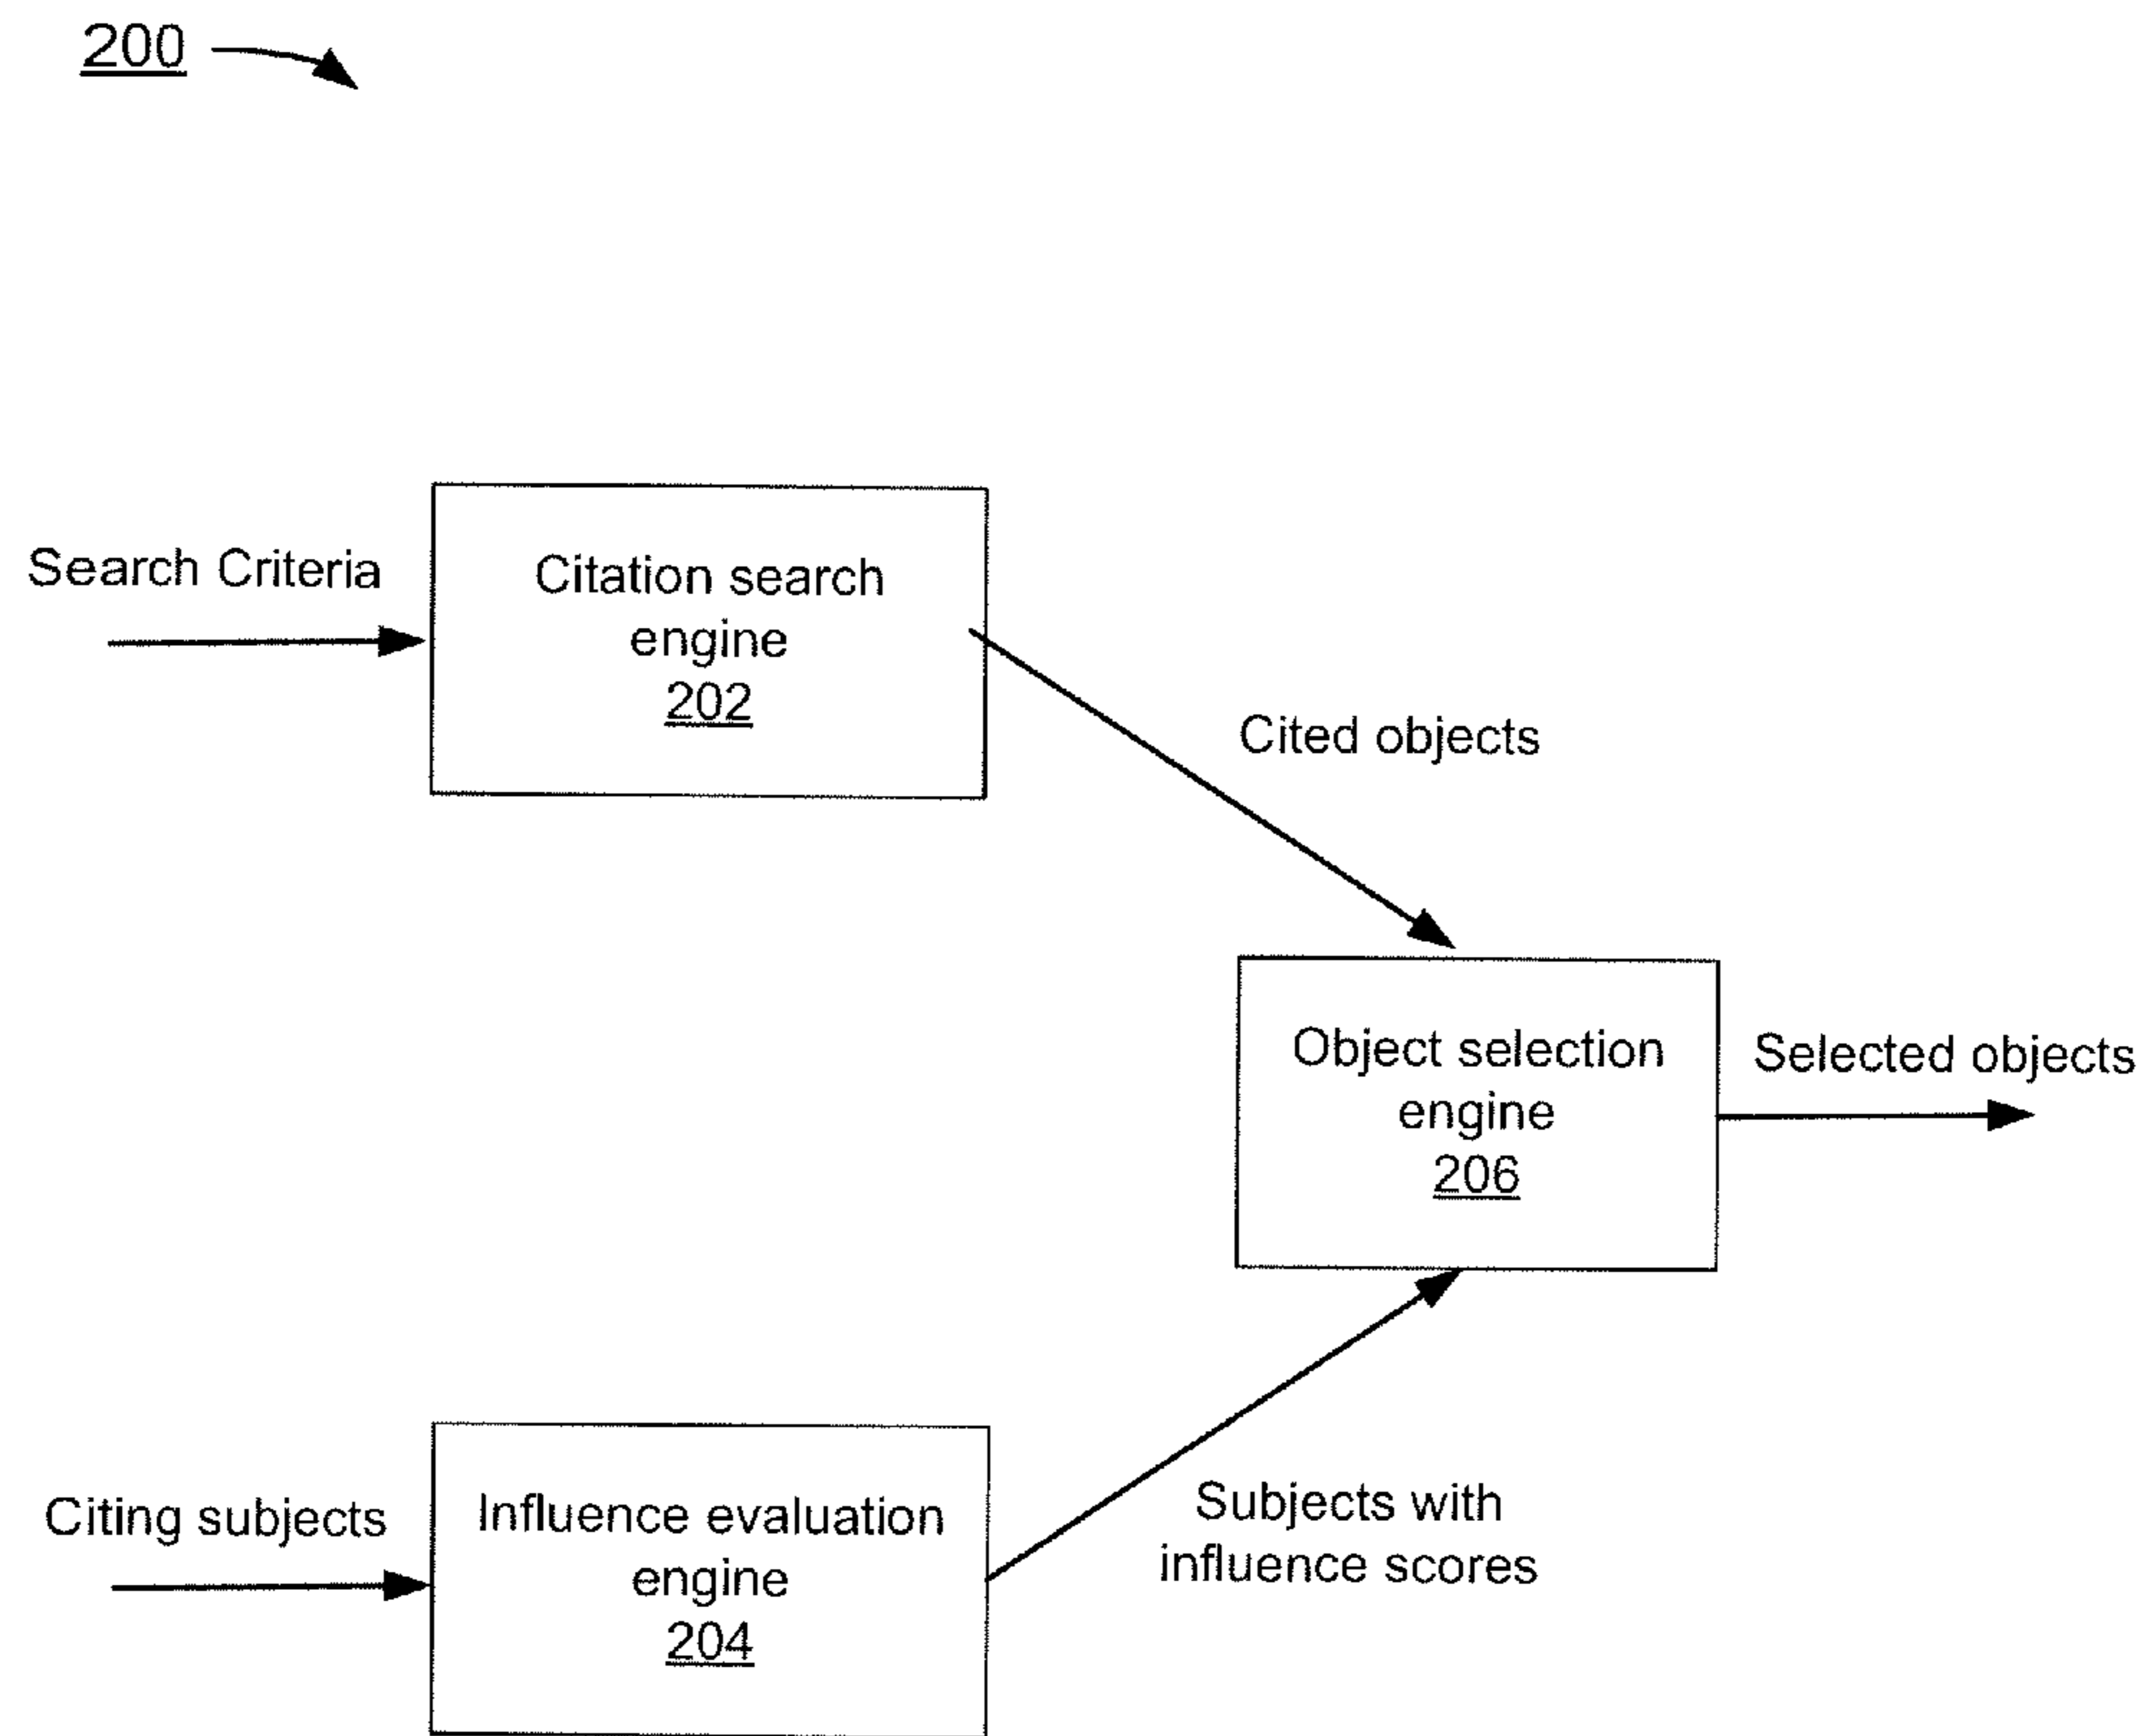 200
Search Criteria
Citation search
engine
202
Cited objects
Object selection
engine
206
Selected objects
Citing subjects
Influence evaluation
engine
204
Subjects with
influence scores